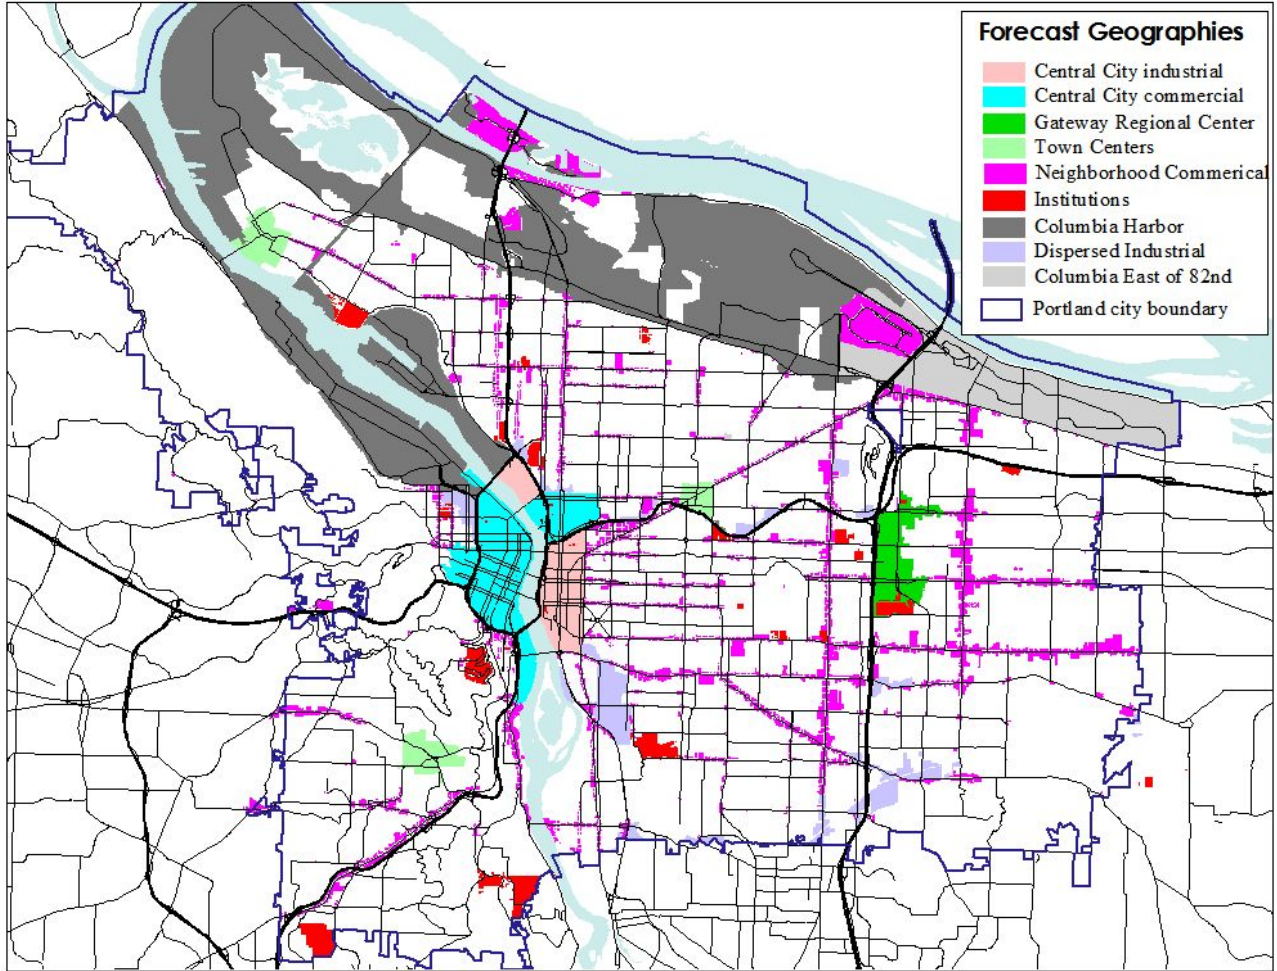 Forecast Geographies
Central City industrial
Central City commercial
Gateway Regional Center
Town Centers
Neighborhood Commerical
Institutions
Columbia Harbor
Dispersed Industrial
Columbia East of 82nd
Portland city boundary